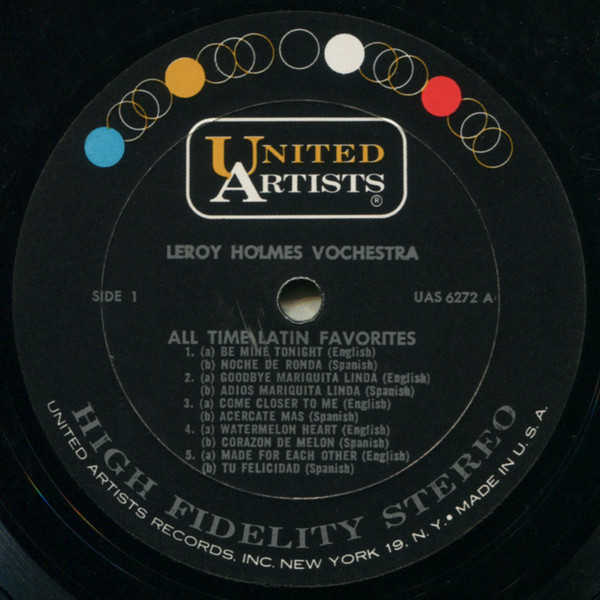 UNITED
ARTISTS
®
LEROY HOLMES VOCHESTRA
SIDE 1
UAS 6272 A
ALL TIME LATIN FAVORITES
1. (a) BE MINE TONIGHT (English)
(b) NOCHE DE RONDA (Spanish)
2. (a) GOODBYE MARIQUITA LINDA (English)
(b) ADIOS MARIQUITA LINDA (Spanish)
3. (a) COME CLOSER TO ME (English)
(b) ACERCATE MAS (Spanish)
4. (a) WATERMELON HEART (English)
(b) CORAZON DE MELON (Spanish)
5. (a) MADE FOR EACH OTHER (English)
(b) TU FELICIDAD (Spanish)
HIGH FIDELITY STEREO
UNITED ARTISTS RECORDS, INC. NEW YORK 19, N.Y. • MADE IN U.S.A.